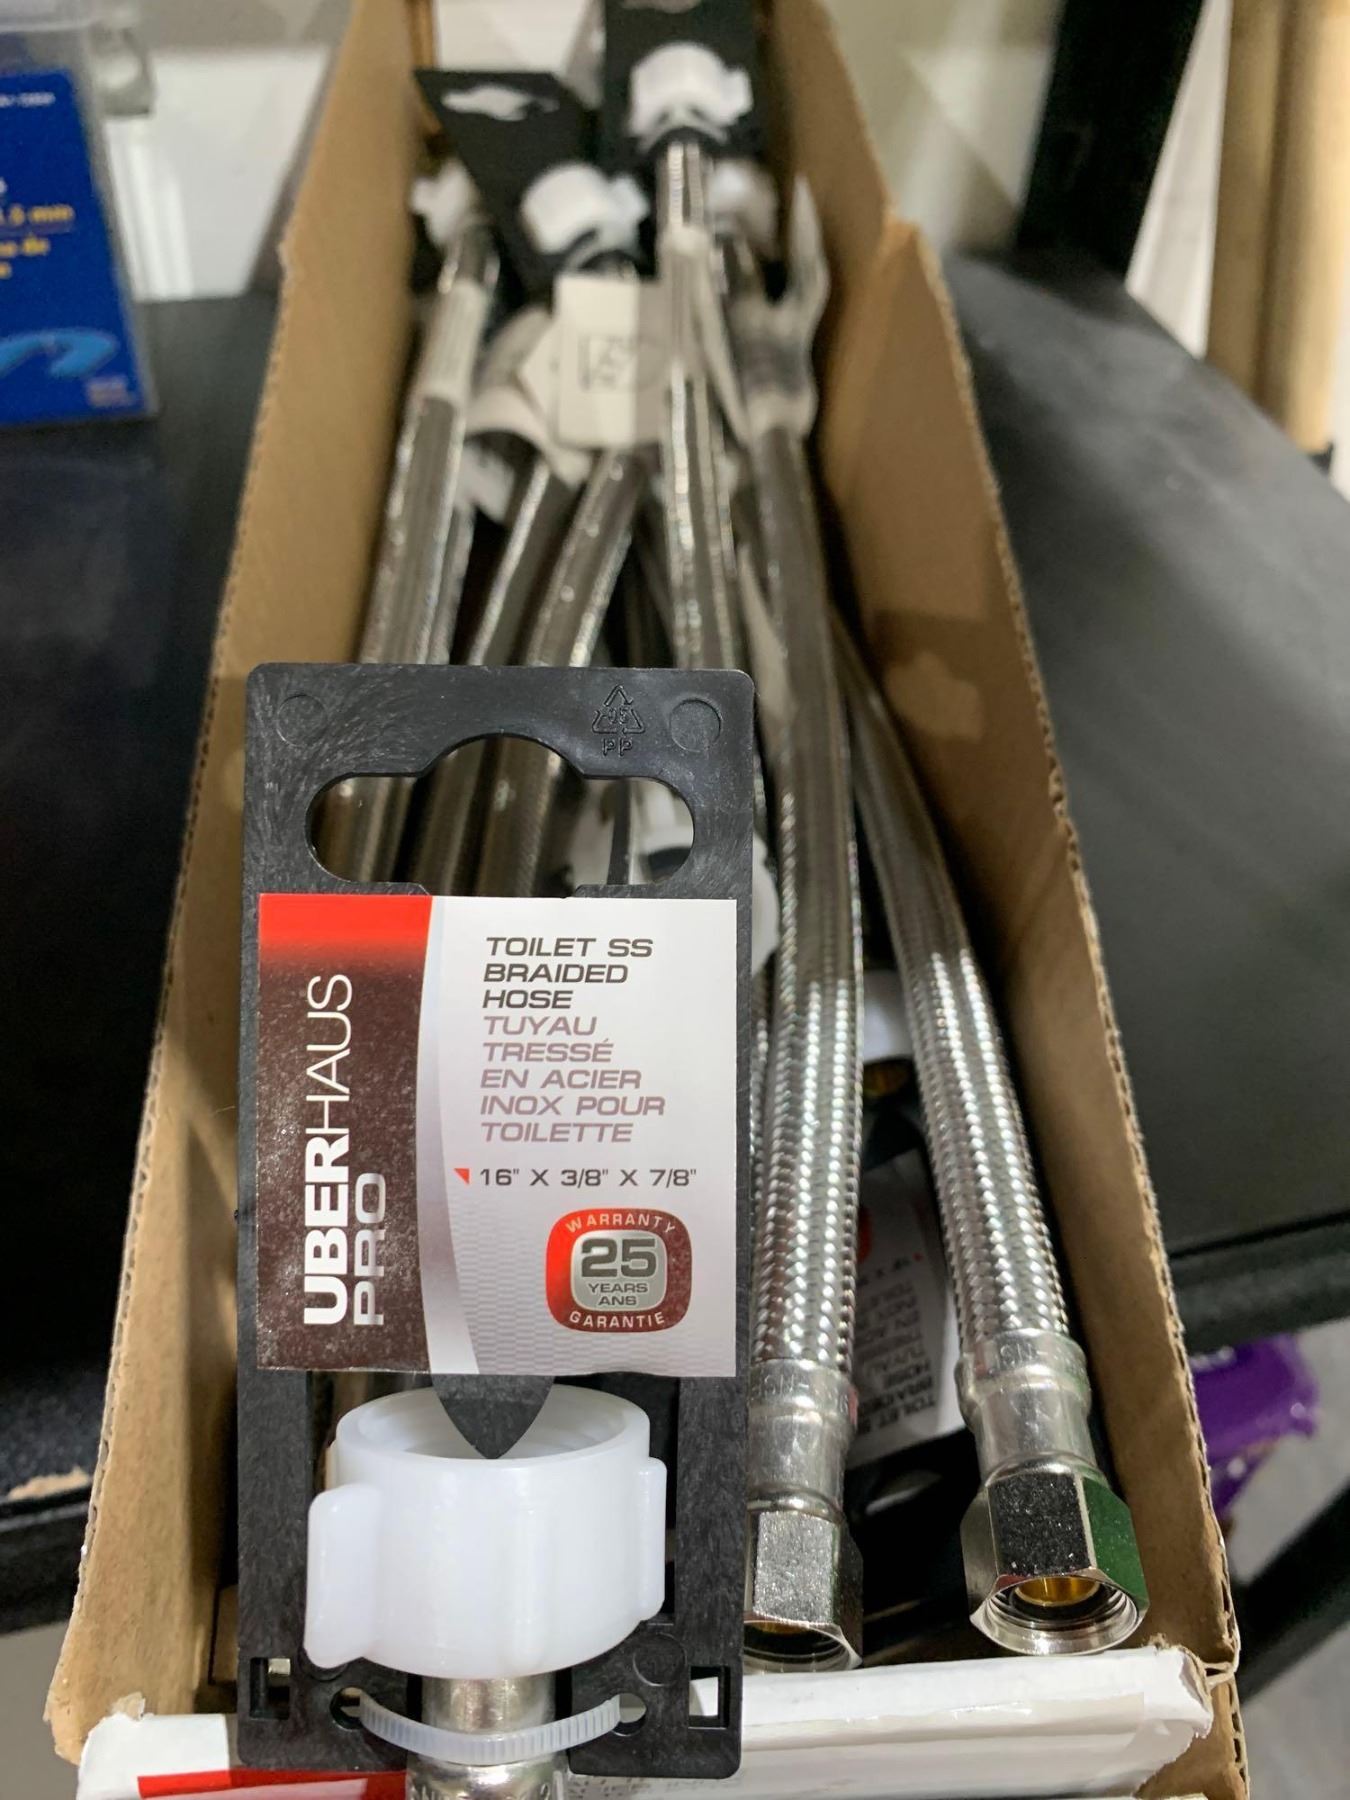 05
PP
UBERHAUS
PRO
TOILET SS
BRAIDED
HOSE
TUYAU
TRESSÉ
EN ACIER
INOX POUR
TOILETTE
16" X 3/8" X 7/8"
WARRANTY
25
YEARS
ANS
GARANTIE